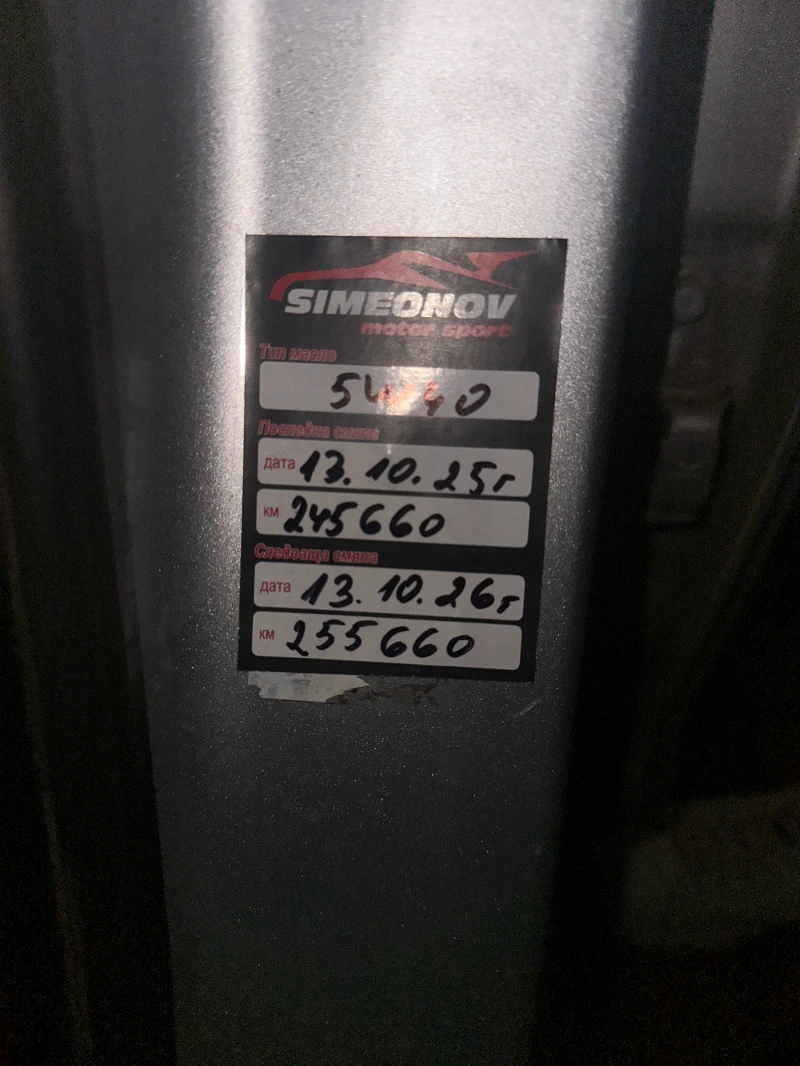 SIMEONOV
motor sport
Тип масло
5W40
Последна смяна
дата 13.10.25г
км 245660
Следваща смяна
дата 13.10.26г
км 255660